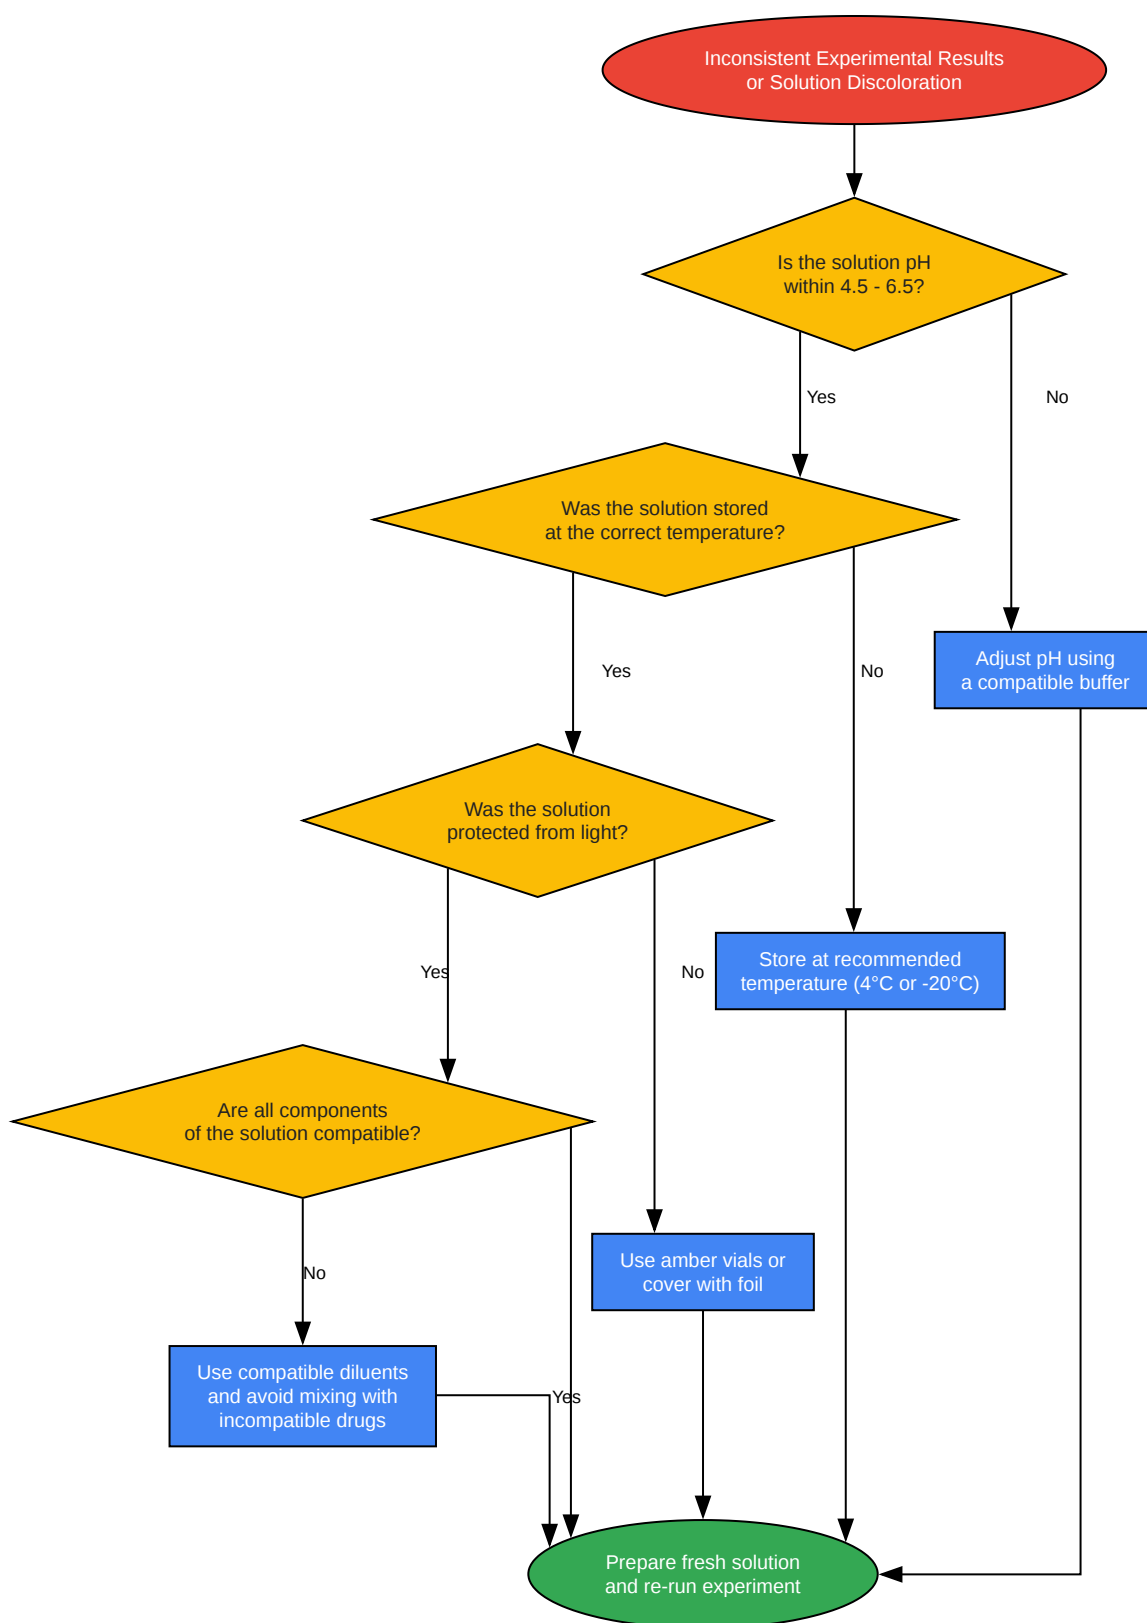 Inconsistent Experimental Results
or Solution Discoloration
Is the solution pH
within 4.5 - 6.5?
Yes
No
Was the solution stored
at the correct temperature?
Yes
No
Adjust pH using
a compatible buffer
Was the solution
protected from light?
Yes
No
Store at recommended
temperature (4°C or -20°C)
Are all components
of the solution compatible?
No
Use amber vials or
cover with foil
Use compatible diluents
and avoid mixing with
incompatible drugs
Yes
Prepare fresh solution
and re-run experiment